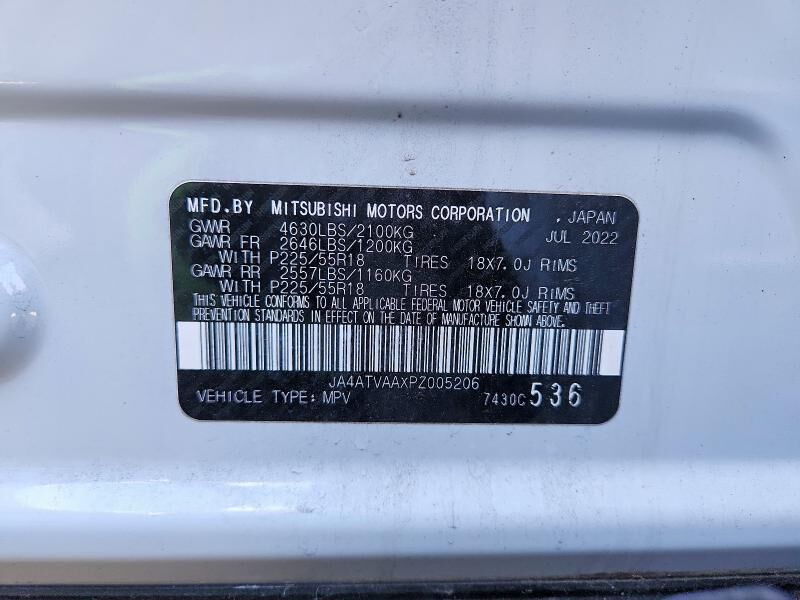 MFD.BY MITSUBISHI MOTORS CORPORATION , JAPAN
GVWR 4630LBS/2100KG JUL 2022
GAWR FR 2646LBS/1200KG
WITH P225/55R18 TIRES 18X7.0J RIMS
GAWR RR 2557LBS/1160KG
WITH P225/55R18 TIRES 18X7.0J RIMS
THIS VEHICLE CONFORMS TO ALL APPLICABLE FEDERAL MOTOR VEHICLE SAFETY AND THEFT
PREVENTION STANDARDS IN EFFECT ON THE DATE OF MANUFACTURE SHOWN ABOVE.
JA4ATVAAXPZ005206
VEHICLE TYPE: MPV 7430C 536